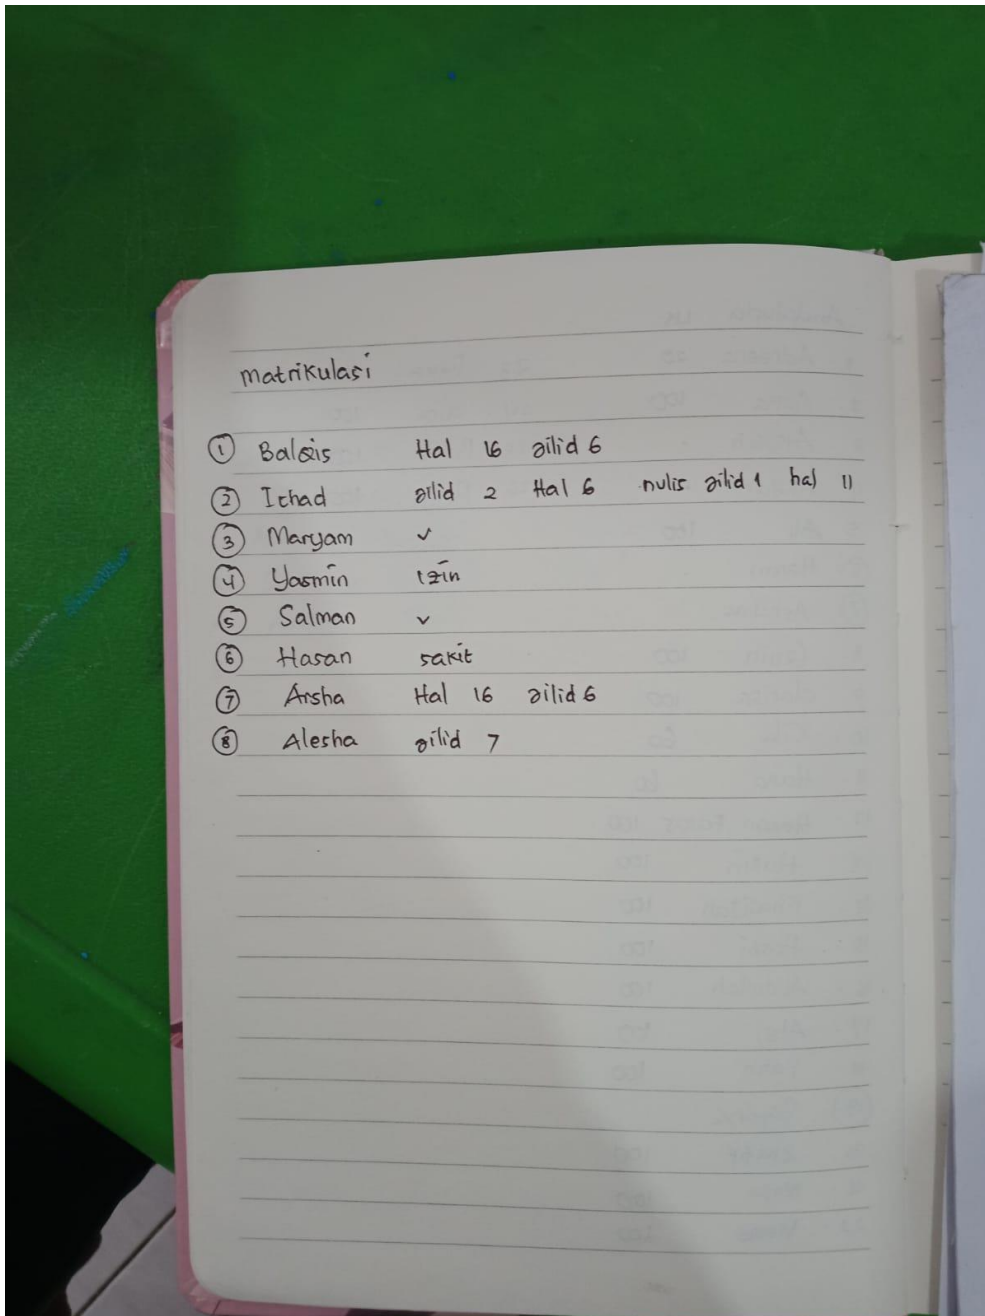 matrikulasi
① Balqis Hal 16 jilid 6
② Ichad jilid 2 Hal 6 nulis jilid 1 hal 11
③ Maryam ✓
④ Yasmin izin
⑤ Salman ✓
⑥ Hasan sakit
⑦ Arsha Hal 16 jilid 6
⑧ Alesha jilid 7